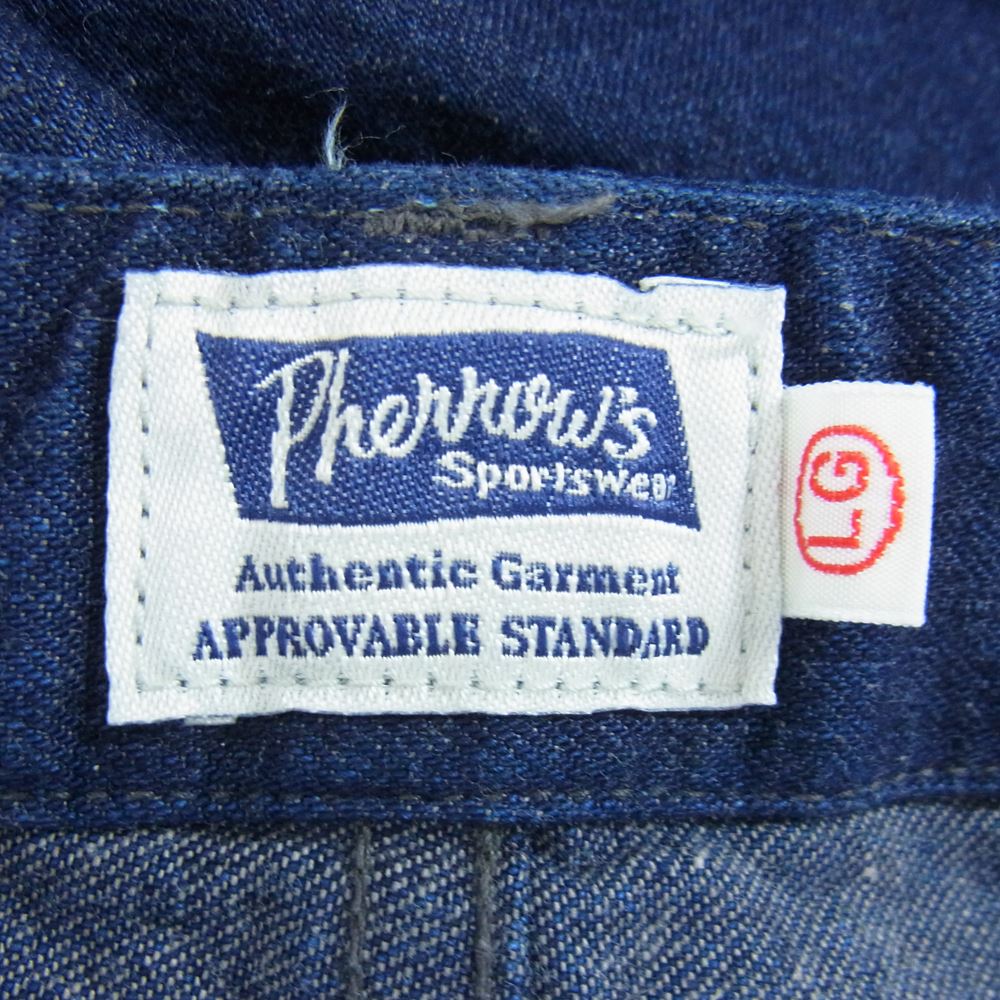 Pherrow's
Sportswear
Authentic Garment
APPROVABLE STANDARD
LG